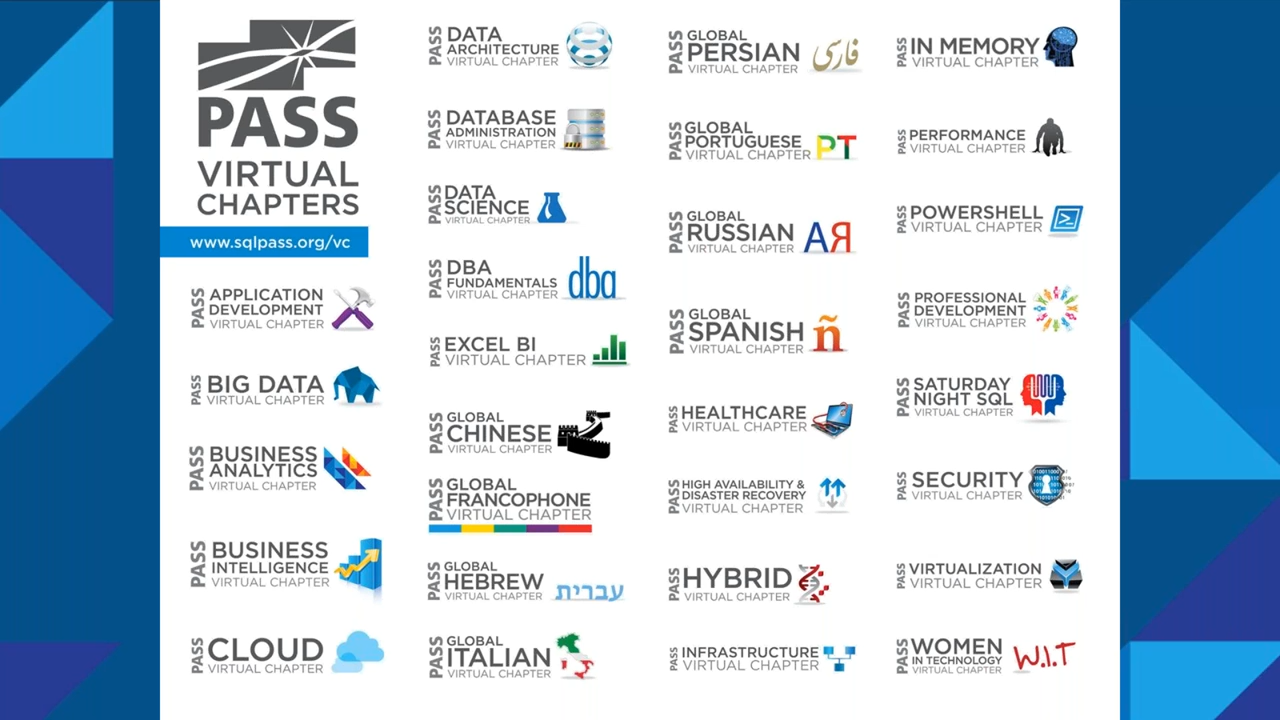 PASS
VIRTUAL
CHAPTERS
www.sqlpass.org/vc
PASS APPLICATION
DEVELOPMENT
VIRTUAL CHAPTER
PASS BIG DATA
VIRTUAL CHAPTER
PASS BUSINESS
ANALYTICS
VIRTUAL CHAPTER
PASS BUSINESS
INTELLIGENCE
VIRTUAL CHAPTER
PASS CLOUD
VIRTUAL CHAPTER
PASS DATA
ARCHITECTURE
VIRTUAL CHAPTER
PASS DATABASE
ADMINISTRATION
VIRTUAL CHAPTER
PASS DATA
SCIENCE
VIRTUAL CHAPTER
PASS DBA
FUNDAMENTALS
VIRTUAL CHAPTER
dba
PASS EXCEL BI
VIRTUAL CHAPTER
PASS GLOBAL
CHINESE
VIRTUAL CHAPTER
PASS GLOBAL
FRANCOPHONE
VIRTUAL CHAPTER
PASS GLOBAL
HEBREW
VIRTUAL CHAPTER
עברית
PASS GLOBAL
ITALIAN
VIRTUAL CHAPTER
PASS GLOBAL
PERSIAN
VIRTUAL CHAPTER
فارسی
PASS GLOBAL
PORTUGUESE
VIRTUAL CHAPTER
PT
PASS GLOBAL
RUSSIAN
VIRTUAL CHAPTER
АЯ
PASS GLOBAL
SPANISH
VIRTUAL CHAPTER
ñ
PASS HEALTHCARE
VIRTUAL CHAPTER
PASS HIGH AVAILABILITY &
DISASTER RECOVERY
VIRTUAL CHAPTER
PASS HYBRID
VIRTUAL CHAPTER
PASS INFRASTRUCTURE
VIRTUAL CHAPTER
PASS IN MEMORY
VIRTUAL CHAPTER
PASS PERFORMANCE
VIRTUAL CHAPTER
PASS POWERSHELL
VIRTUAL CHAPTER
PASS PROFESSIONAL
DEVELOPMENT
VIRTUAL CHAPTER
PASS SATURDAY
NIGHT SQL
VIRTUAL CHAPTER
PASS SECURITY
VIRTUAL CHAPTER
PASS VIRTUALIZATION
VIRTUAL CHAPTER
PASS WOMEN
IN TECHNOLOGY
VIRTUAL CHAPTER
W.I.T